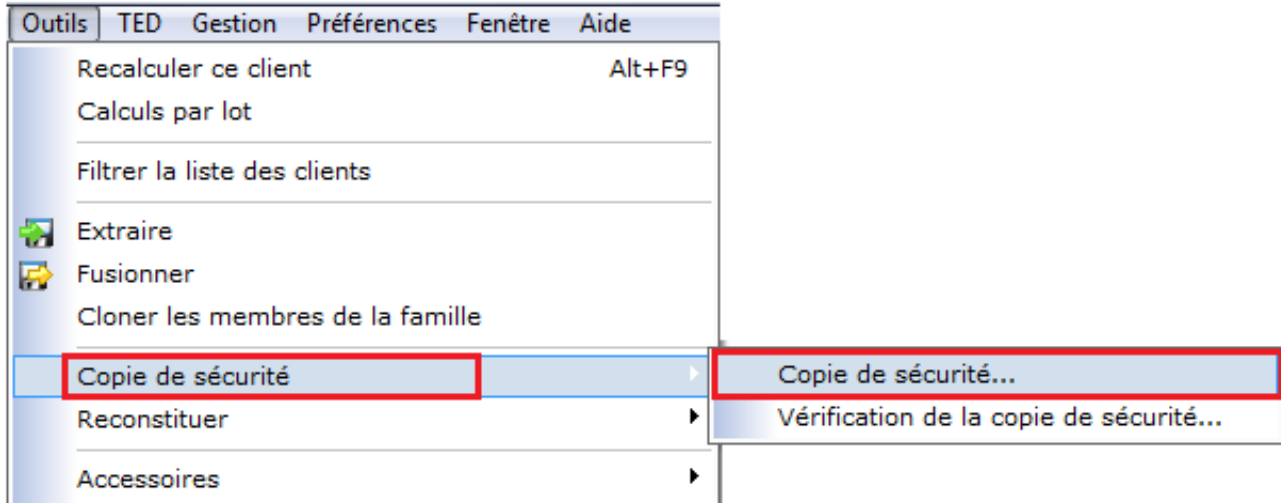 Outils TED Gestion Préférences Fenêtre Aide
Recalculer ce client Alt+F9
Calculs par lot
Filtrer la liste des clients
Extraire
Fusionner
Cloner les membres de la famille
Copie de sécurité Copie de sécurité...
Reconstituer Vérification de la copie de sécurité...
Accessoires